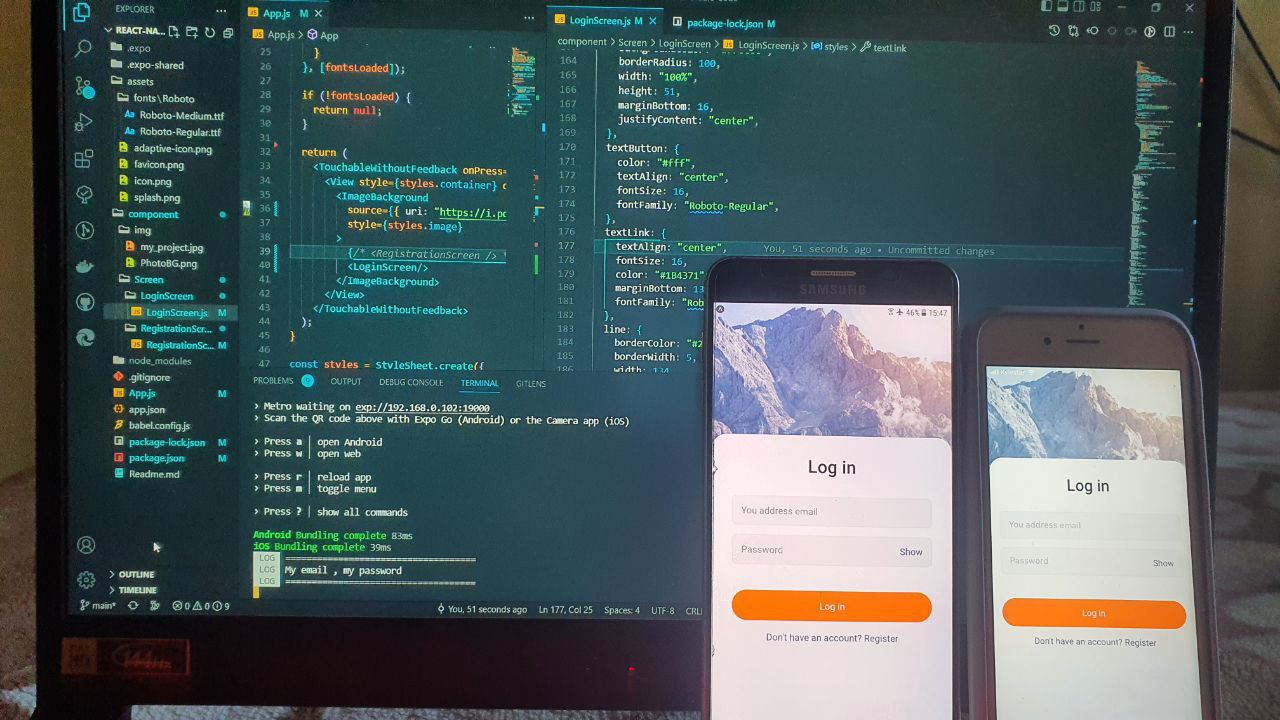 EXPLORER
REACT-NA...
.expo
.expo-shared
assets
fonts\Roboto
Roboto-Medium.ttf
Roboto-Regular.ttf
adaptive-icon.png
favicon.png
icon.png
splash.png
component
img
my_project.jpg
PhotoBG.png
Screen
LoginScreen
LoginScreen.js M
RegistrationScr...
RegistrationSc... M
node_modules
.gitignore
App.js M
app.json
babel.config.js
package-lock.json M
package.json M
Readme.md
OUTLINE
TIMELINE
App.js M
App.js > App
25 }
26 }, [fontsLoaded]);
27
28 if (!fontsLoaded) {
29 return null;
30 }
31
32 return (
33 <TouchableWithoutFeedback onPress=
34 <View style={styles.container}
35 <ImageBackground
36 source={{ uri: "https://i.po
37 style={styles.image}
38 >
39 {/* <RegistrationScreen />
40 <LoginScreen/>
41 </ImageBackground>
42 </View>
43 </TouchableWithoutFeedback>
44 );
45 }
46
47 const styles = StyleSheet.create({
LoginScreen.js M
package-lock.json M
component > Screen > LoginScreen > LoginScreen.js > styles > textLink
164 borderRadius: 100,
165 width: "100%",
166 height: 51,
167 marginBottom: 16,
168 justifyContent: "center",
169 },
170 textButton: {
171 color: "#fff",
172 textAlign: "center",
173 fontSize: 16,
174 fontFamily: "Roboto-Regular",
175 },
176 textLink: {
177 textAlign: "center", You, 51 seconds ago • Uncommitted changes
178 fontSize: 16,
179 color: "#1B4371"
180 marginBottom: 13
181 fontFamily: "Rob
182 },
183 line: {
184 borderColor: "#2
185 borderWidth: 5,
186 width: 134
PROBLEMS OUTPUT DEBUG CONSOLE TERMINAL GITLENS
› Metro waiting on exp://192.168.0.102:19000
› Scan the QR code above with Expo Go (Android) or the Camera app (iOS)
› Press a | open Android
› Press w | open web
› Press r | reload app
› Press m | toggle menu
› Press ? | show all commands
Android Bundling complete 83ms
iOS Bundling complete 39ms
LOG ====================================
LOG My email , my password
LOG ====================================
main* 0 0 9 You, 51 seconds ago Ln 177, Col 25 Spaces: 4 UTF-8 CRL
SAMSUNG
46% 15:47
Log in
You address email
Password Show
Log in
Don't have an account? Register
Kyivstar
Log in
You address email
Password Show
Log in
Don't have an account? Register